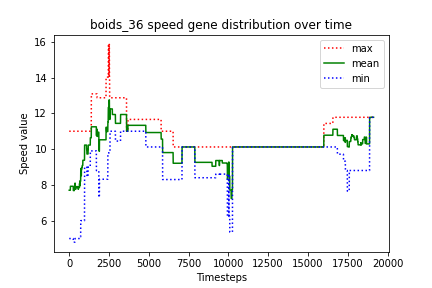 boids_36 speed gene distribution over time
max
mean
min
Speed value
16
14
12
10
8
6
0 2500 5000 7500 10000 12500 15000 17500 20000
Timesteps